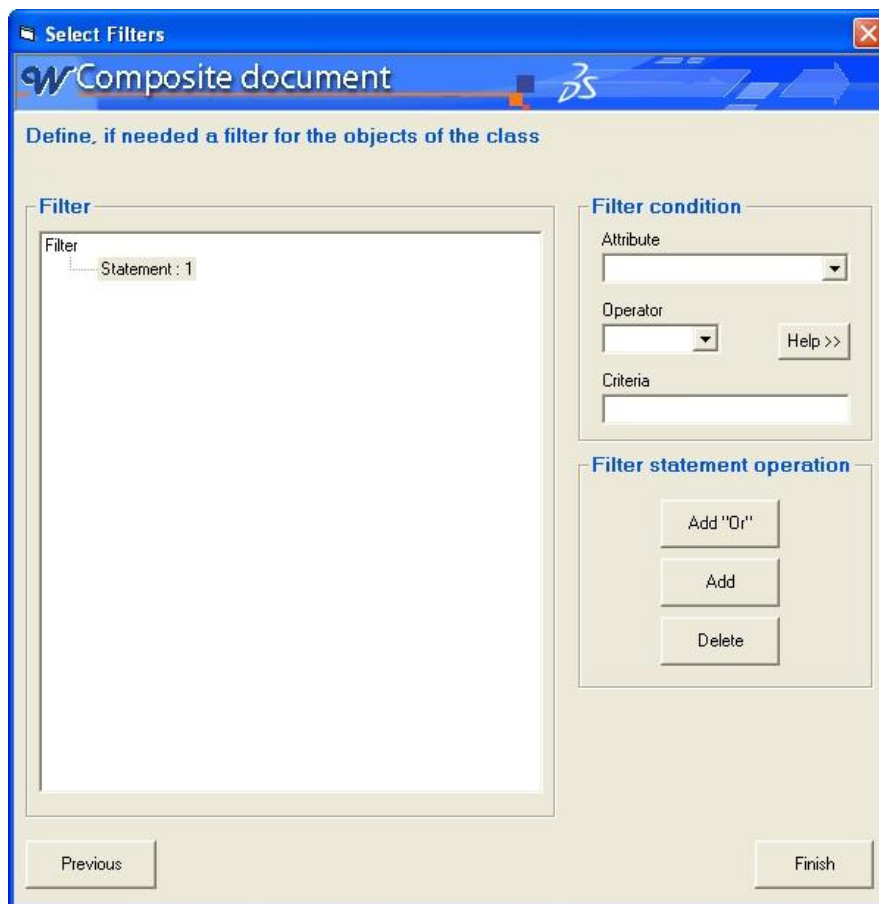 Select Filters
Composite document
Define, if needed a filter for the objects of the class
Filter
Filter
Statement : 1
Filter condition
Attribute
Operator
Help >>
Criteria
Filter statement operation
Add "Or"
Add
Delete
Previous
Finish